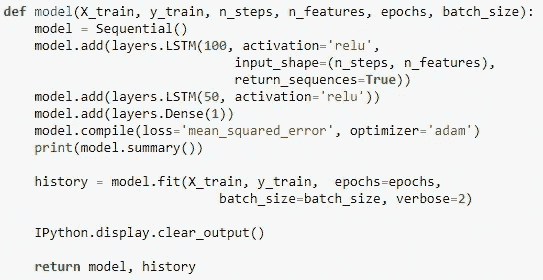 def model(X_train, y_train, n_steps, n_features, epochs, batch_size):
    model = Sequential()
    model.add(layers.LSTM(100, activation='relu',
                          input_shape=(n_steps, n_features),
                          return_sequences=True))
    model.add(layers.LSTM(50, activation='relu'))
    model.add(layers.Dense(1))
    model.compile(loss='mean_squared_error', optimizer='adam')
    print(model.summary())
    history = model.fit(X_train, y_train,  epochs=epochs,
                        batch_size=batch_size, verbose=2)
    IPython.display.clear_output()
    return model, history